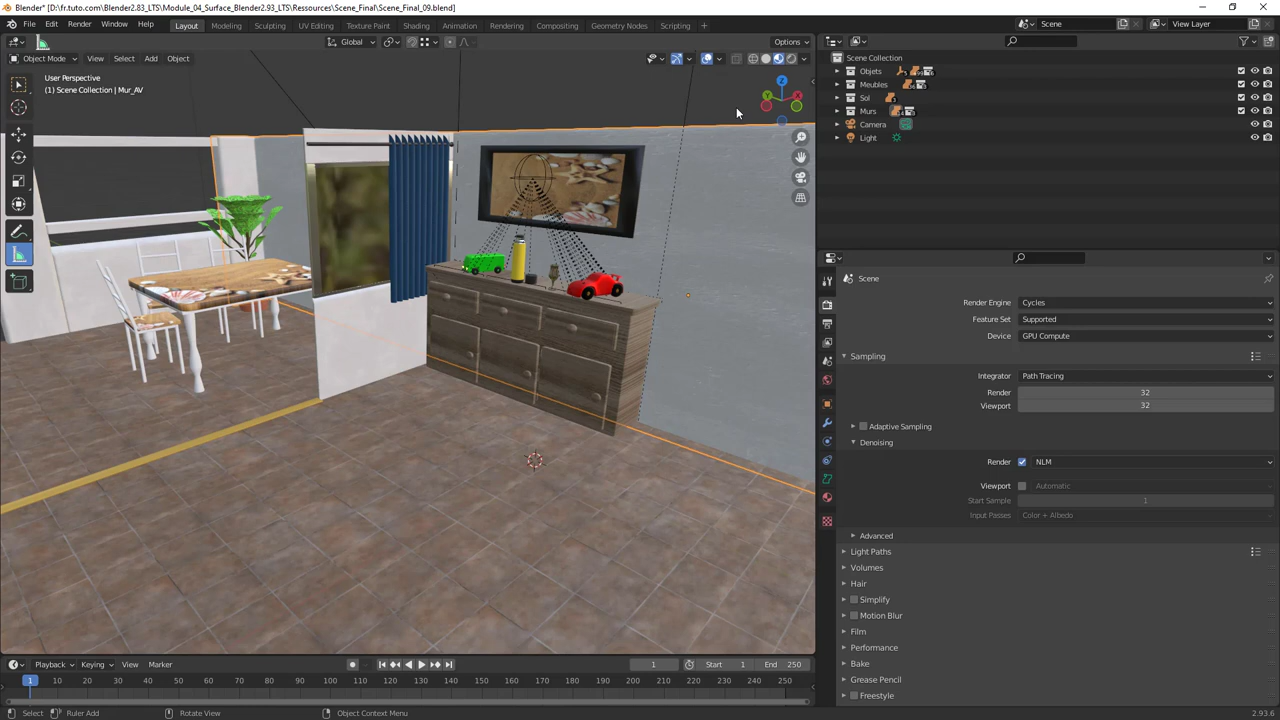 Blender* [D:\fr.tuto.com\Blender2.83_LTS\Module_04_Surface_Blender2.93_LTS\Ressources\Scene_Final\Scene_Final_09.blend]
File Edit Render Window Help Layout Modeling Sculpting UV Editing Texture Paint Shading Animation Rendering Compositing Geometry Nodes Scripting + Scene View Layer
Global Options
Object Mode View Select Add Object
User Perspective
(1) Scene Collection | Mur_AV
Z
Y
X
Scene Collection
Objets
Meubles
Sol
Murs
Camera
Light
Scene
Render Engine Cycles
Feature Set Supported
Device GPU Compute
Sampling
Integrator Path Tracing
Render 32
Viewport 32
Adaptive Sampling
Denoising
Render NLM
Viewport Automatic
Start Sample 1
Input Passes Color + Albedo
Advanced
Light Paths
Volumes
Hair
Simplify
Motion Blur
Film
Performance
Bake
Grease Pencil
Freestyle
Playback Keying View Marker 1 Start 1 End 250
1 10 20 30 40 50 60 70 80 90 100 110 120 130 140 150 160 170 180 190 200 210 220 230 240 250
Select Ruler Add Rotate View Object Context Menu 2.93.6